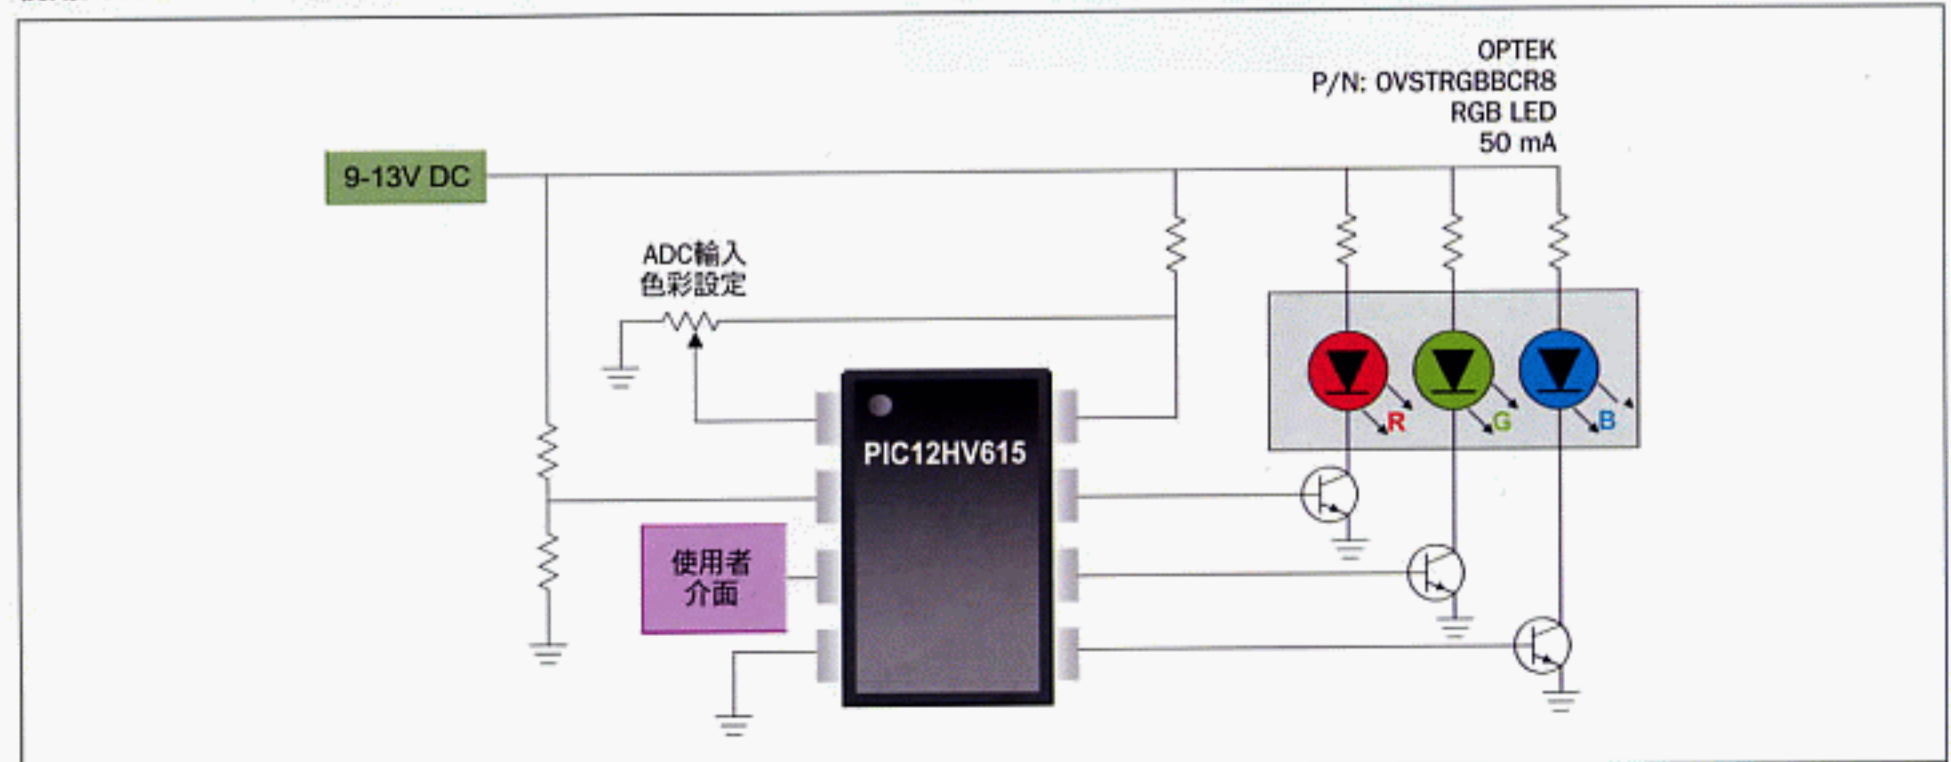 OPTEK
P/N: OVSTRGBBCR8
RGB LED
50 mA
9-13V DC
ADC輸入
色彩設定
PIC12HV615
R
G
B
使用者
介面